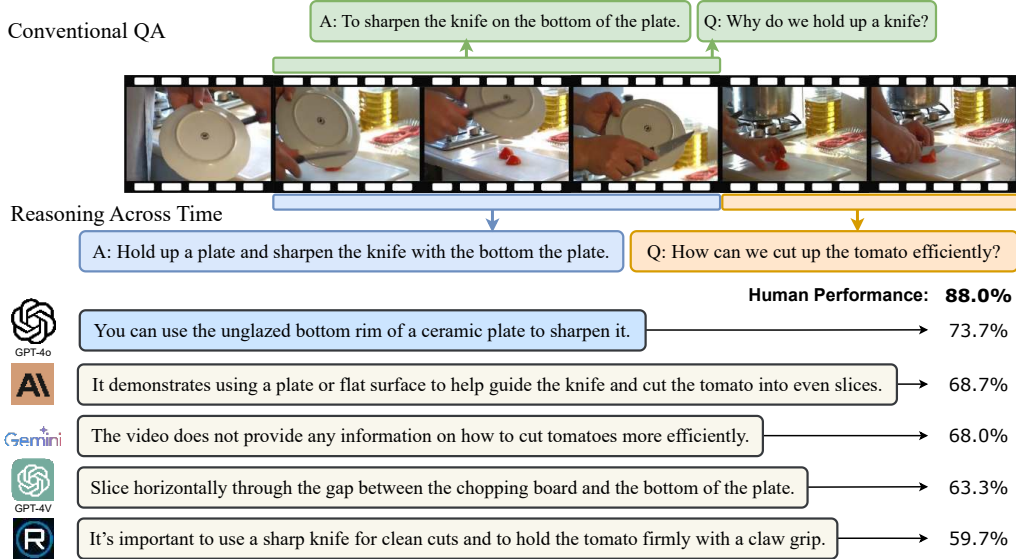 Conventional QA
A: To sharpen the knife on the bottom of the plate.
Q: Why do we hold up a knife?
Reasoning Across Time
A: Hold up a plate and sharpen the knife with the bottom the plate.
Q: How can we cut up the tomato efficiently?
Human Performance: 88.0%
GPT-4o
You can use the unglazed bottom rim of a ceramic plate to sharpen it.
73.7%
A\
It demonstrates using a plate or flat surface to help guide the knife and cut the tomato into even slices.
68.7%
Gemini
The video does not provide any information on how to cut tomatoes more efficiently.
68.0%
GPT-4V
Slice horizontally through the gap between the chopping board and the bottom of the plate.
63.3%
R
It's important to use a sharp knife for clean cuts and to hold the tomato firmly with a claw grip.
59.7%